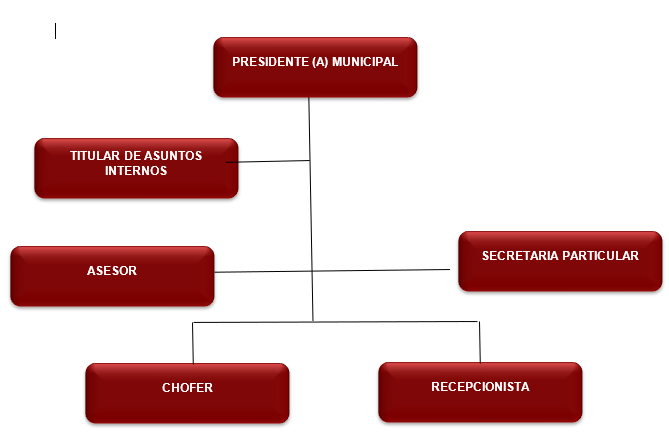 PRESIDENTE (A) MUNICIPAL
TITULAR DE ASUNTOS
INTERNOS
SECRETARIA PARTICULAR
ASESOR
CHOFER
RECEPCIONISTA